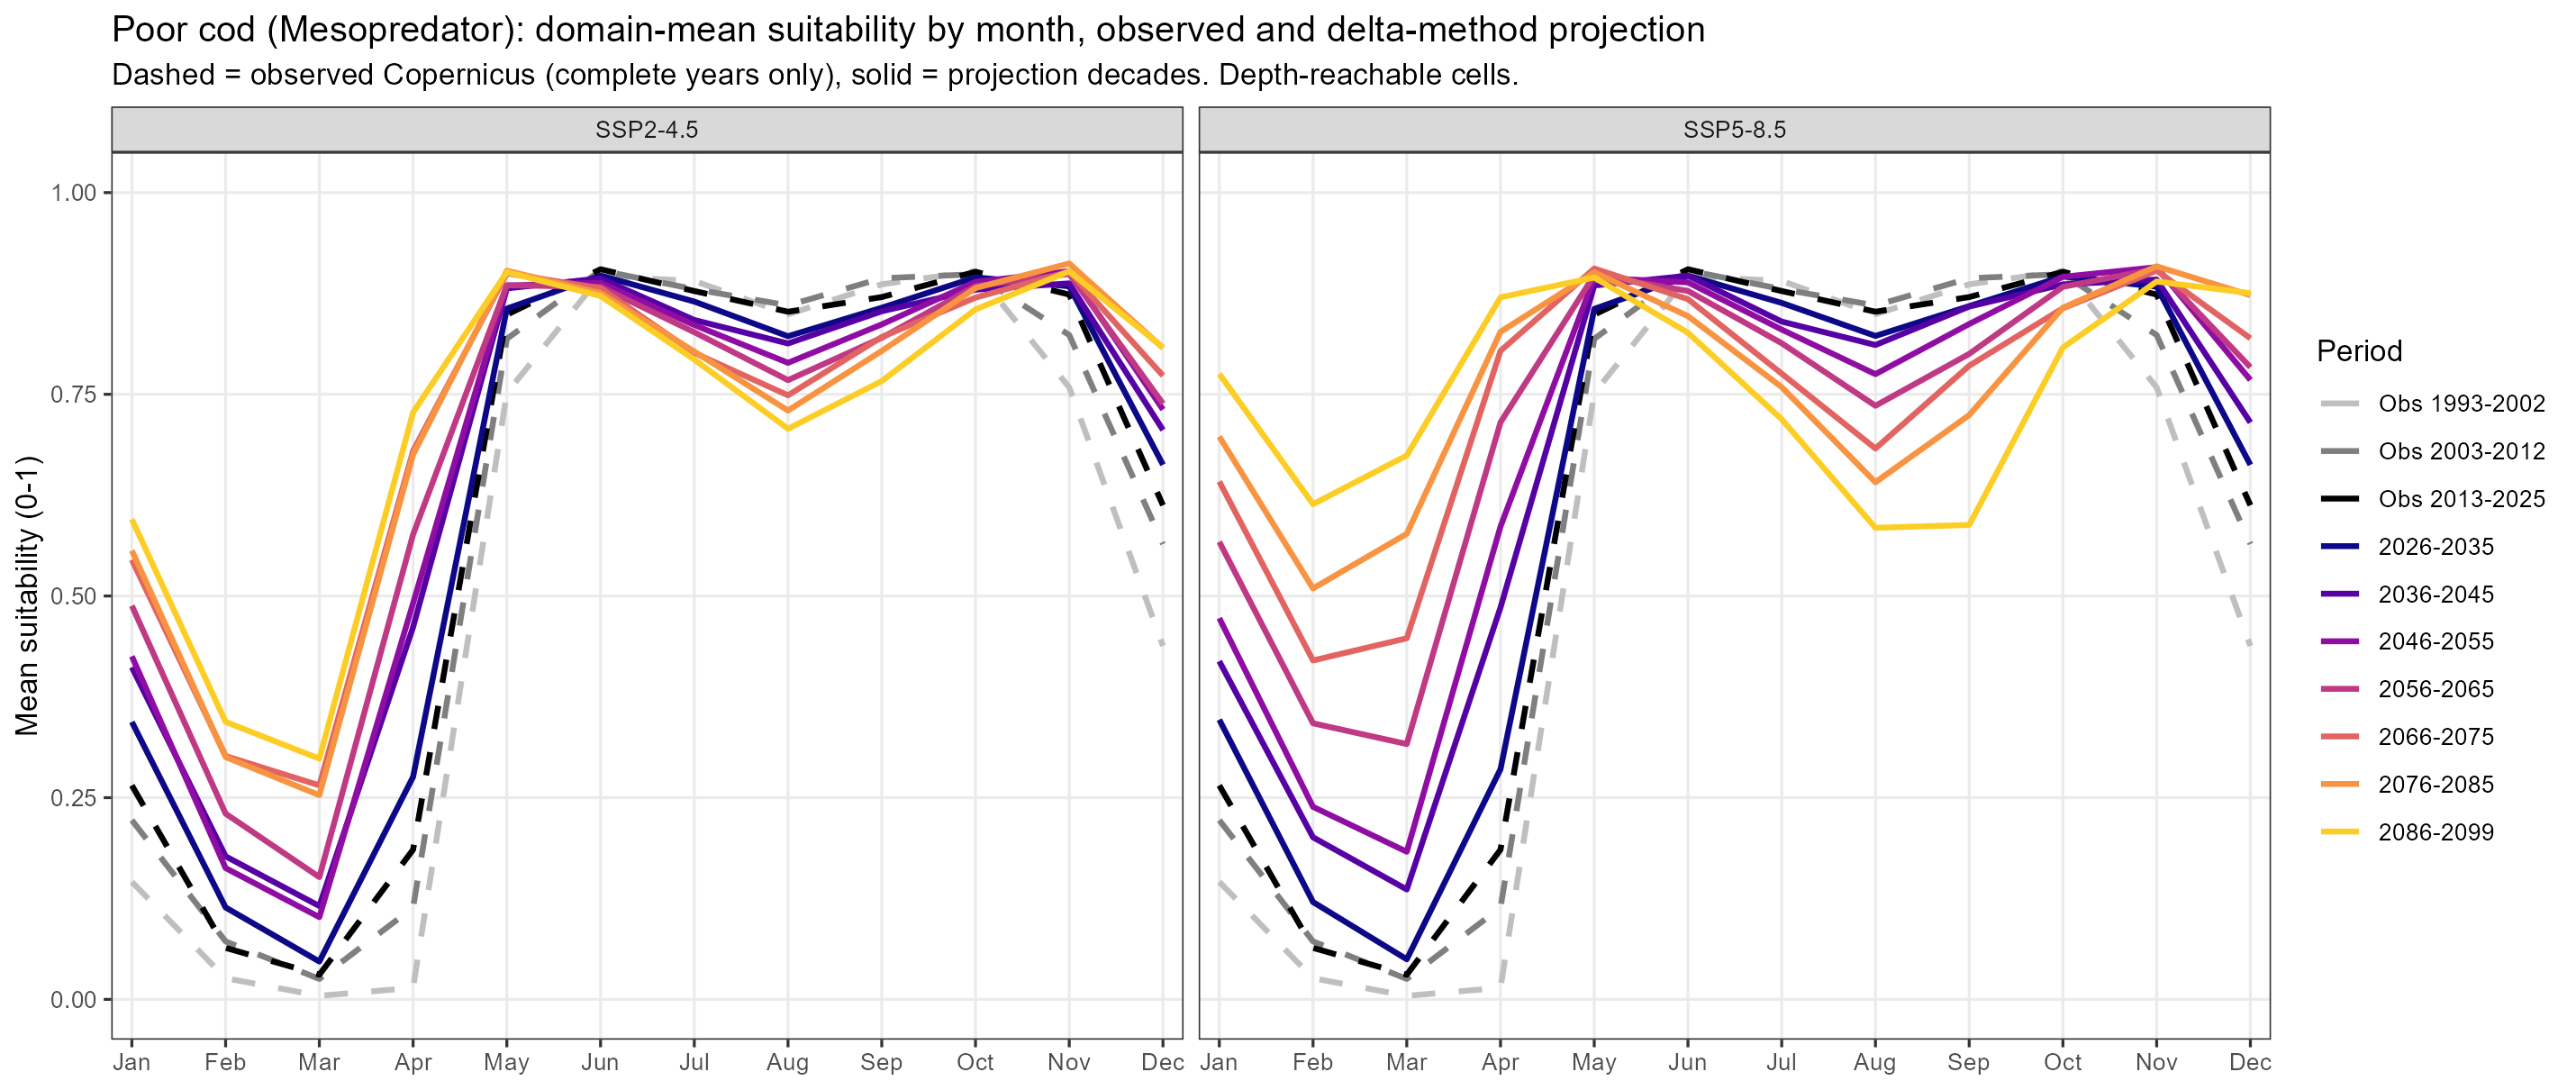 Poor cod (Mesopredator): domain-mean suitability by month, observed and delta-method projection
Dashed = observed Copernicus (complete years only), solid = projection decades. Depth-reachable cells.
SSP2-4.5
SSP5-8.5
Mean suitability (0-1)
1.00
0.75
0.50
0.25
0.00
Jan Feb Mar Apr May Jun Jul Aug Sep Oct Nov Dec
Jan Feb Mar Apr May Jun Jul Aug Sep Oct Nov Dec
Period
Obs 1993-2002
Obs 2003-2012
Obs 2013-2025
2026-2035
2036-2045
2046-2055
2056-2065
2066-2075
2076-2085
2086-2099